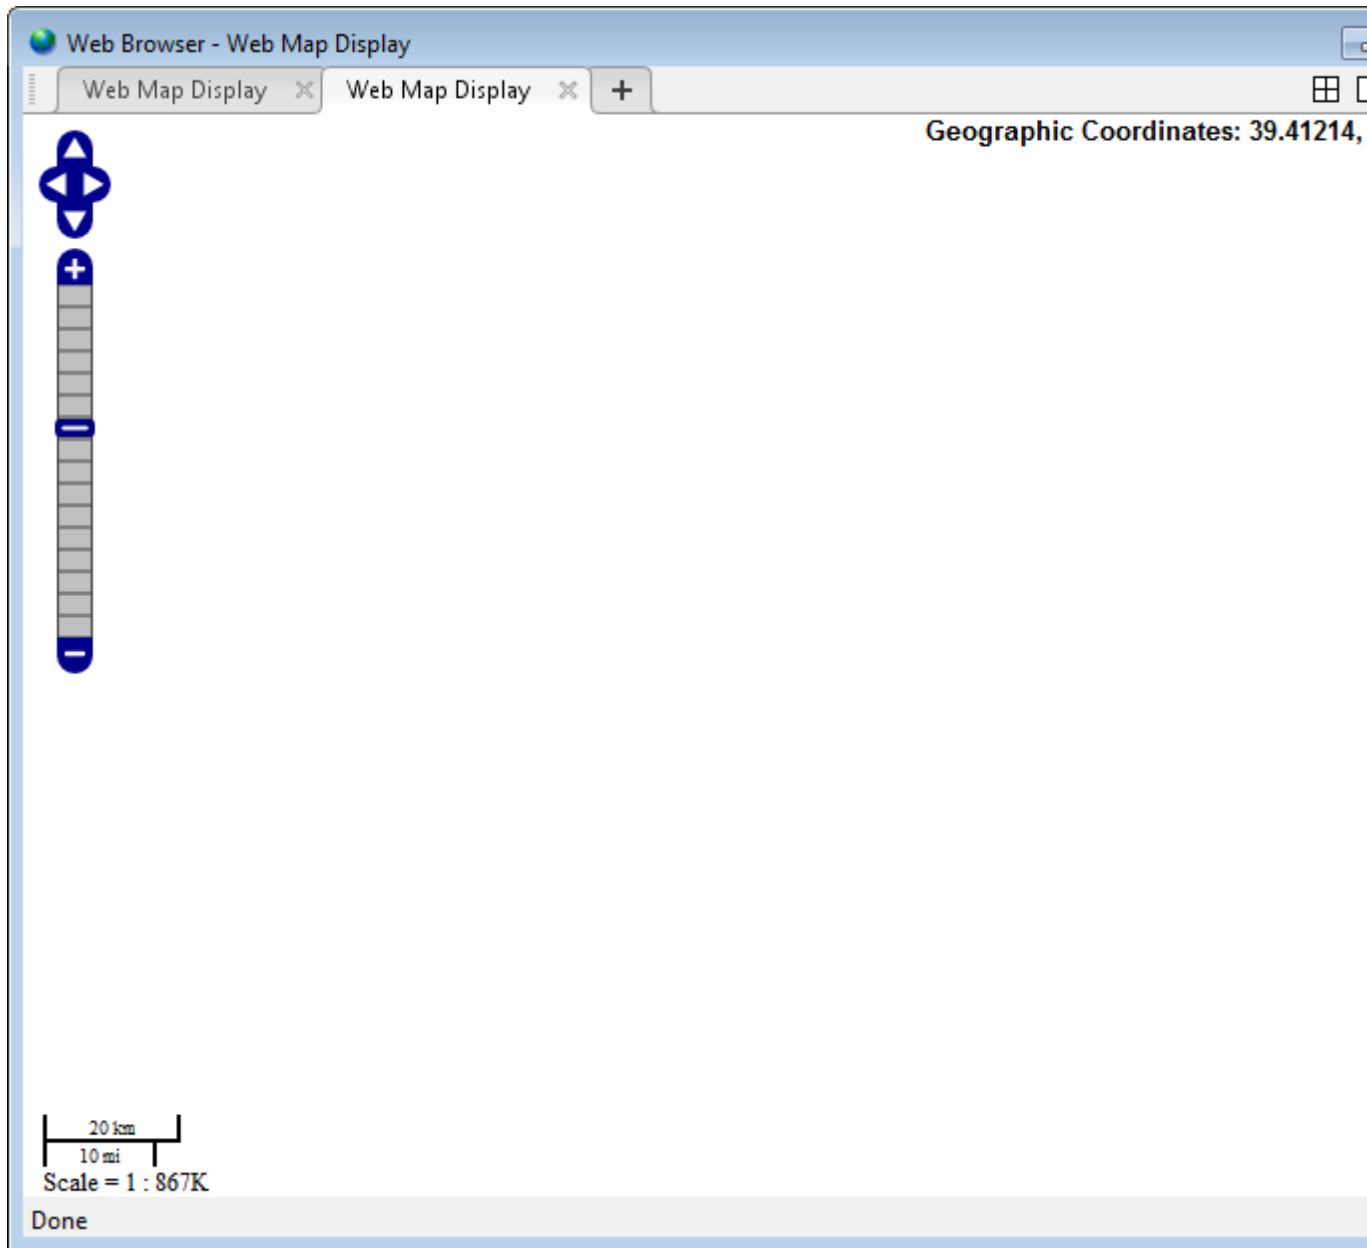 Web Browser - Web Map Display
Web Map Display
Web Map Display
Geographic Coordinates: 39.41214,
20 km
10 mi
Scale = 1 : 867K
Done